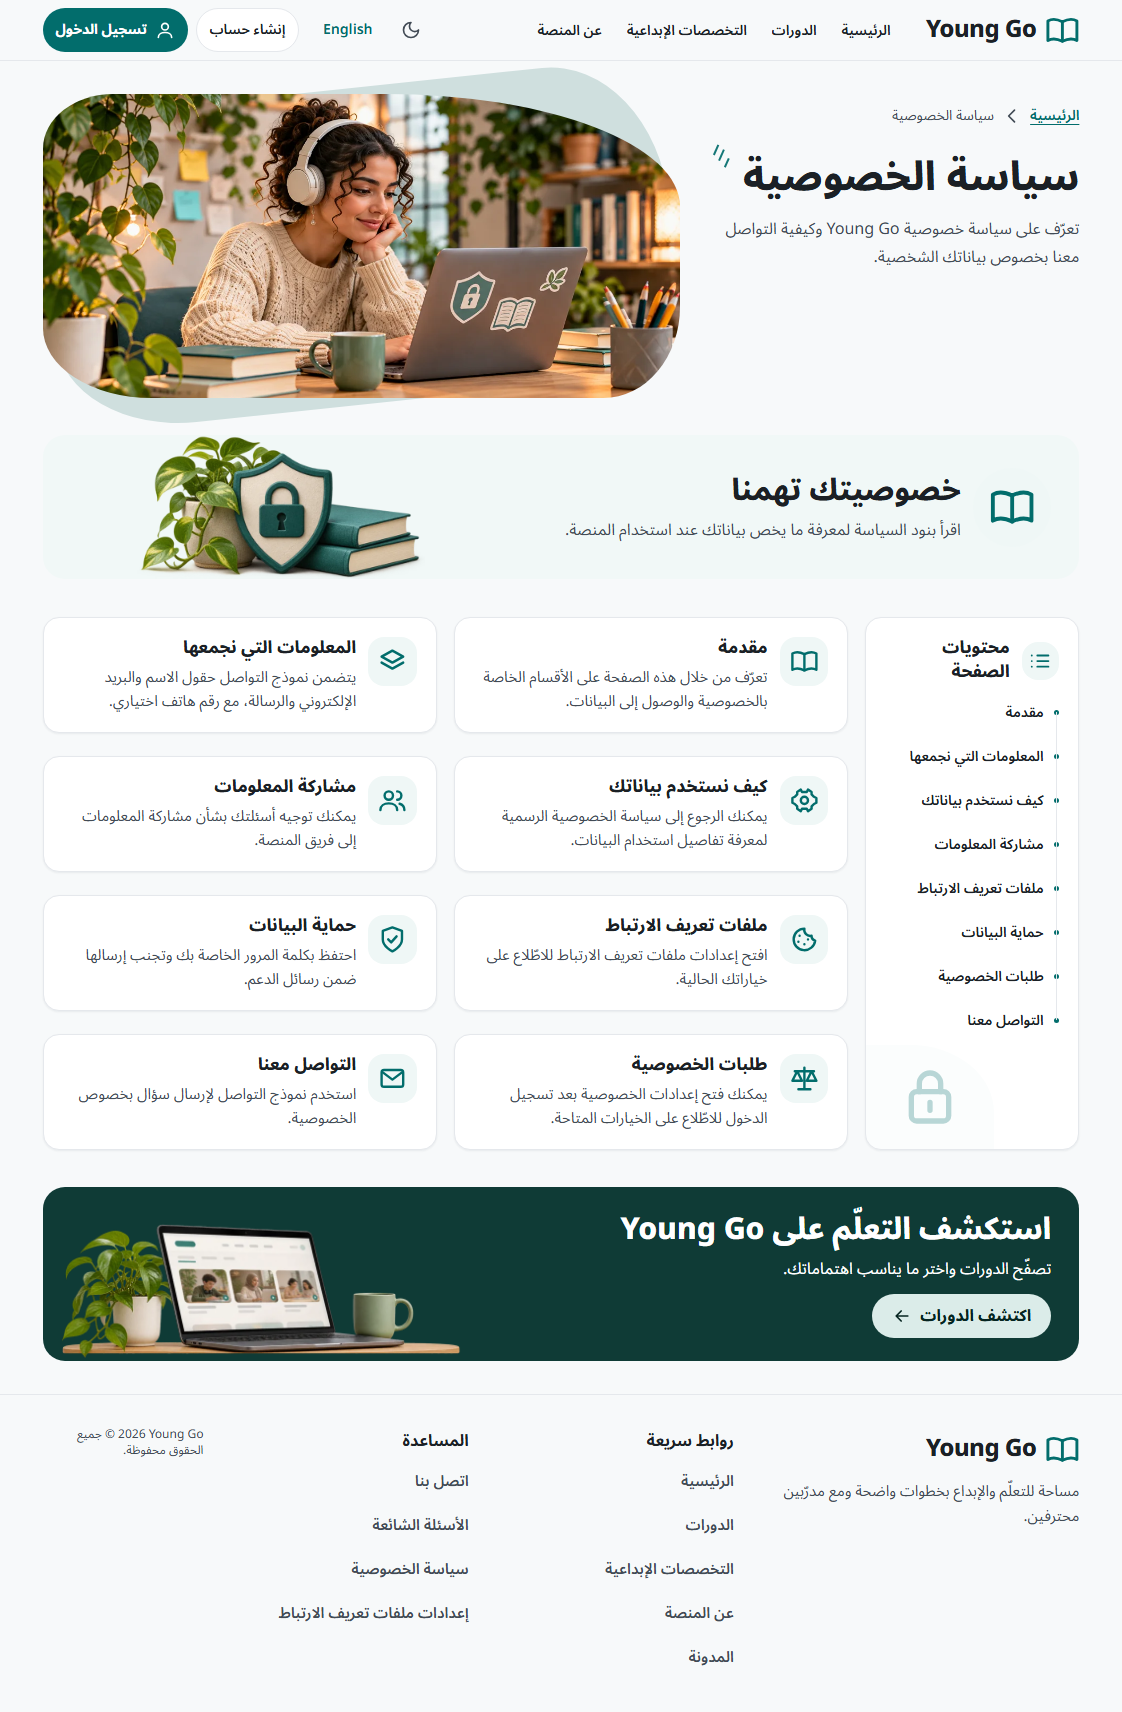 Young Go
الرئيسية
الدورات
التخصصات الإبداعية
عن المنصة
English
إنشاء حساب
تسجيل الدخول
الرئيسية
سياسة الخصوصية
سياسة الخصوصية
تعرّف على سياسة خصوصية Young Go وكيفية التواصل
معنا بخصوص بياناتك الشخصية.
خصوصيتك تهمنا
اقرأ بنود السياسة لمعرفة ما يخص بياناتك عند استخدام المنصة.
محتويات
الصفحة
مقدمة
المعلومات التي نجمعها
كيف نستخدم بياناتك
مشاركة المعلومات
ملفات تعريف الارتباط
حماية البيانات
طلبات الخصوصية
التواصل معنا
مقدمة
تعرّف من خلال هذه الصفحة على الأقسام الخاصة
بالخصوصية والوصول إلى البيانات.
المعلومات التي نجمعها
يتضمن نموذج التواصل حقول الاسم والبريد
الإلكتروني والرسالة، مع رقم هاتف اختياري.
كيف نستخدم بياناتك
يمكنك الرجوع إلى سياسة الخصوصية الرسمية
لمعرفة تفاصيل استخدام البيانات.
مشاركة المعلومات
يمكنك توجيه أسئلتك بشأن مشاركة المعلومات
إلى فريق المنصة.
ملفات تعريف الارتباط
افتح إعدادات ملفات تعريف الارتباط للاطّلاع على
خياراتك الحالية.
حماية البيانات
احتفظ بكلمة المرور الخاصة بك وتجنب إرسالها
ضمن رسائل الدعم.
طلبات الخصوصية
يمكنك فتح إعدادات الخصوصية بعد تسجيل
الدخول للاطّلاع على الخيارات المتاحة.
التواصل معنا
استخدم نموذج التواصل لإرسال سؤال بخصوص
الخصوصية.
استكشف التعلّم على Young Go
تصفّح الدورات واختر ما يناسب اهتماماتك.
اكتشف الدورات
Young Go
مساحة للتعلّم والإبداع بخطوات واضحة ومع مدرّبين
محترفين.
روابط سريعة
الرئيسية
الدورات
التخصصات الإبداعية
عن المنصة
المدونة
المساعدة
اتصل بنا
الأسئلة الشائعة
سياسة الخصوصية
إعدادات ملفات تعريف الارتباط
Young Go 2026 © جميع
الحقوق محفوظة.